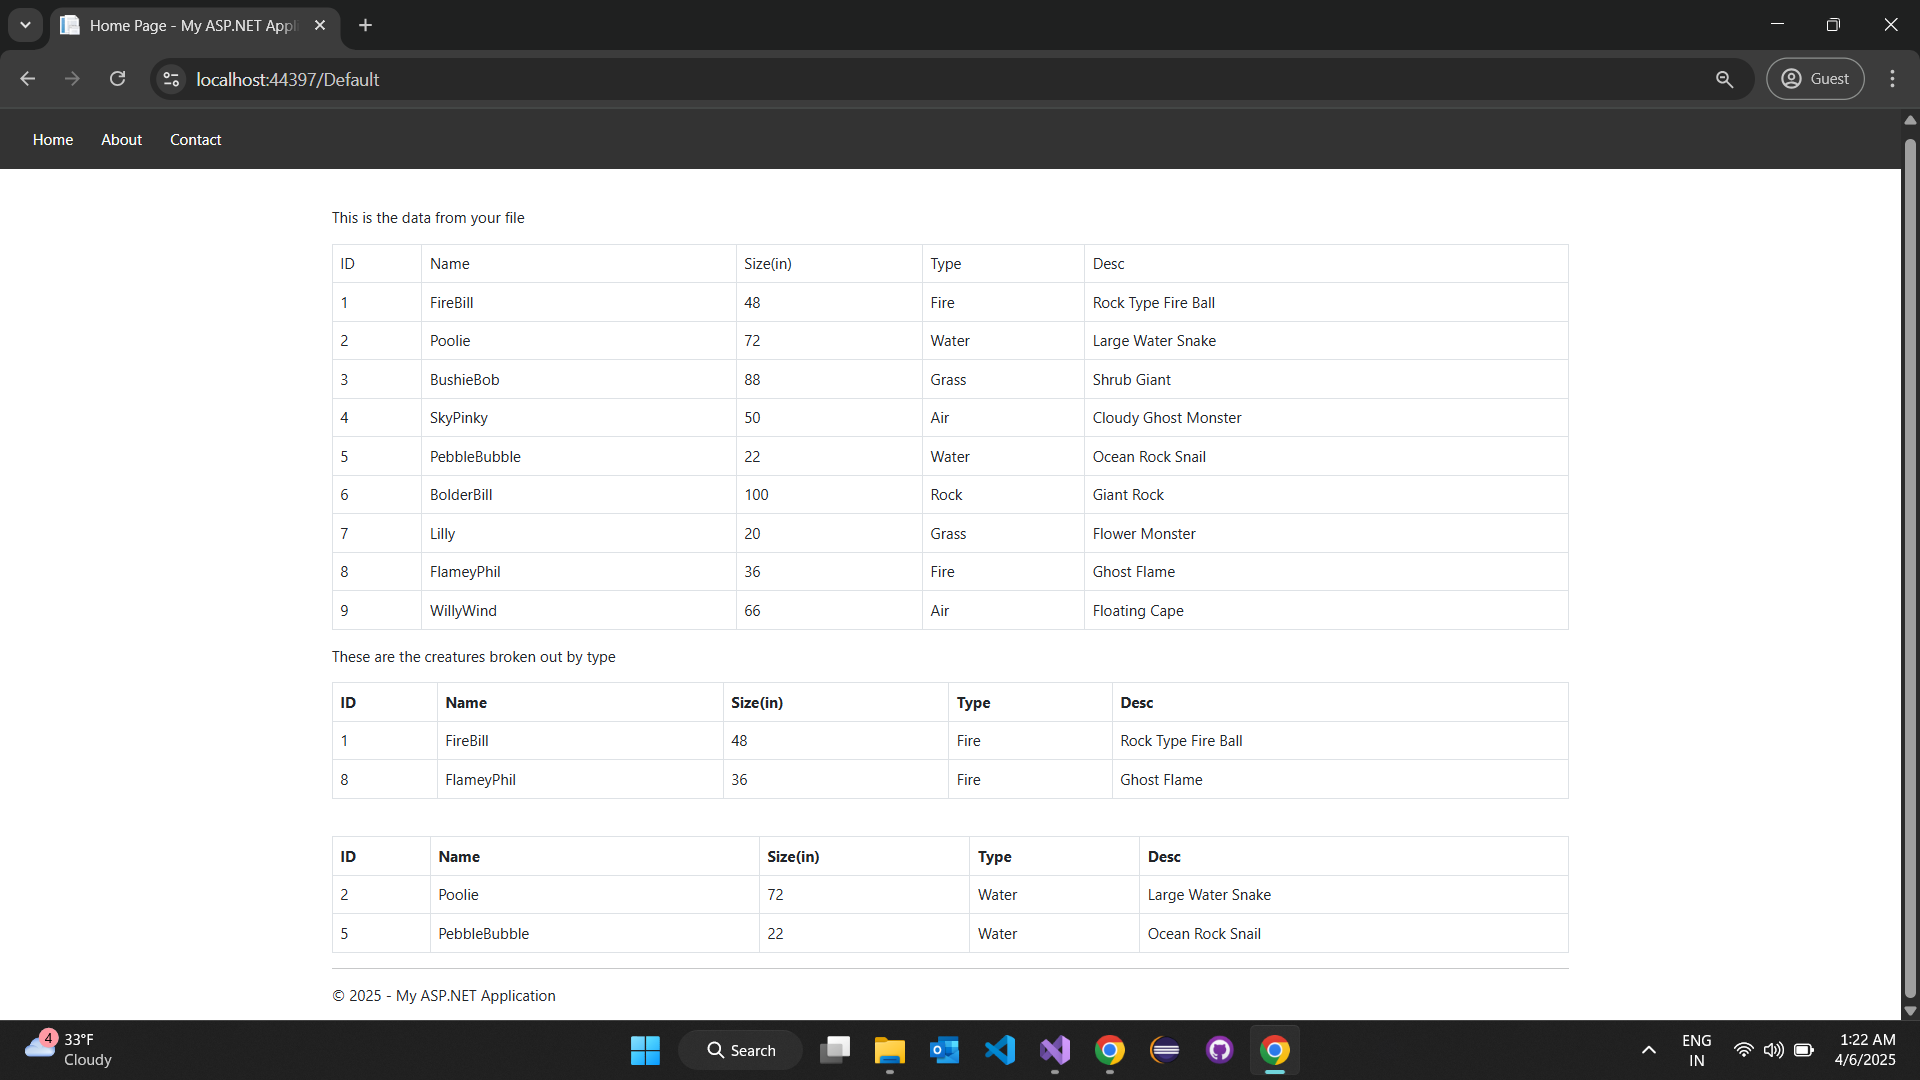 Home Page - My ASP.NET Appli
localhost:44397/Default
Guest
Home About Contact
This is the data from your file
ID Name Size(in) Type Desc
1 FireBill 48 Fire Rock Type Fire Ball
2 Poolie 72 Water Large Water Snake
3 BushieBob 88 Grass Shrub Giant
4 SkyPinky 50 Air Cloudy Ghost Monster
5 PebbleBubble 22 Water Ocean Rock Snail
6 BolderBill 100 Rock Giant Rock
7 Lilly 20 Grass Flower Monster
8 FlameyPhil 36 Fire Ghost Flame
9 WillyWind 66 Air Floating Cape
These are the creatures broken out by type
ID Name Size(in) Type Desc
1 FireBill 48 Fire Rock Type Fire Ball
8 FlameyPhil 36 Fire Ghost Flame
ID Name Size(in) Type Desc
2 Poolie 72 Water Large Water Snake
5 PebbleBubble 22 Water Ocean Rock Snail
© 2025 - My ASP.NET Application
4
33°F
Cloudy
Search
ENG
IN
1:22 AM
4/6/2025